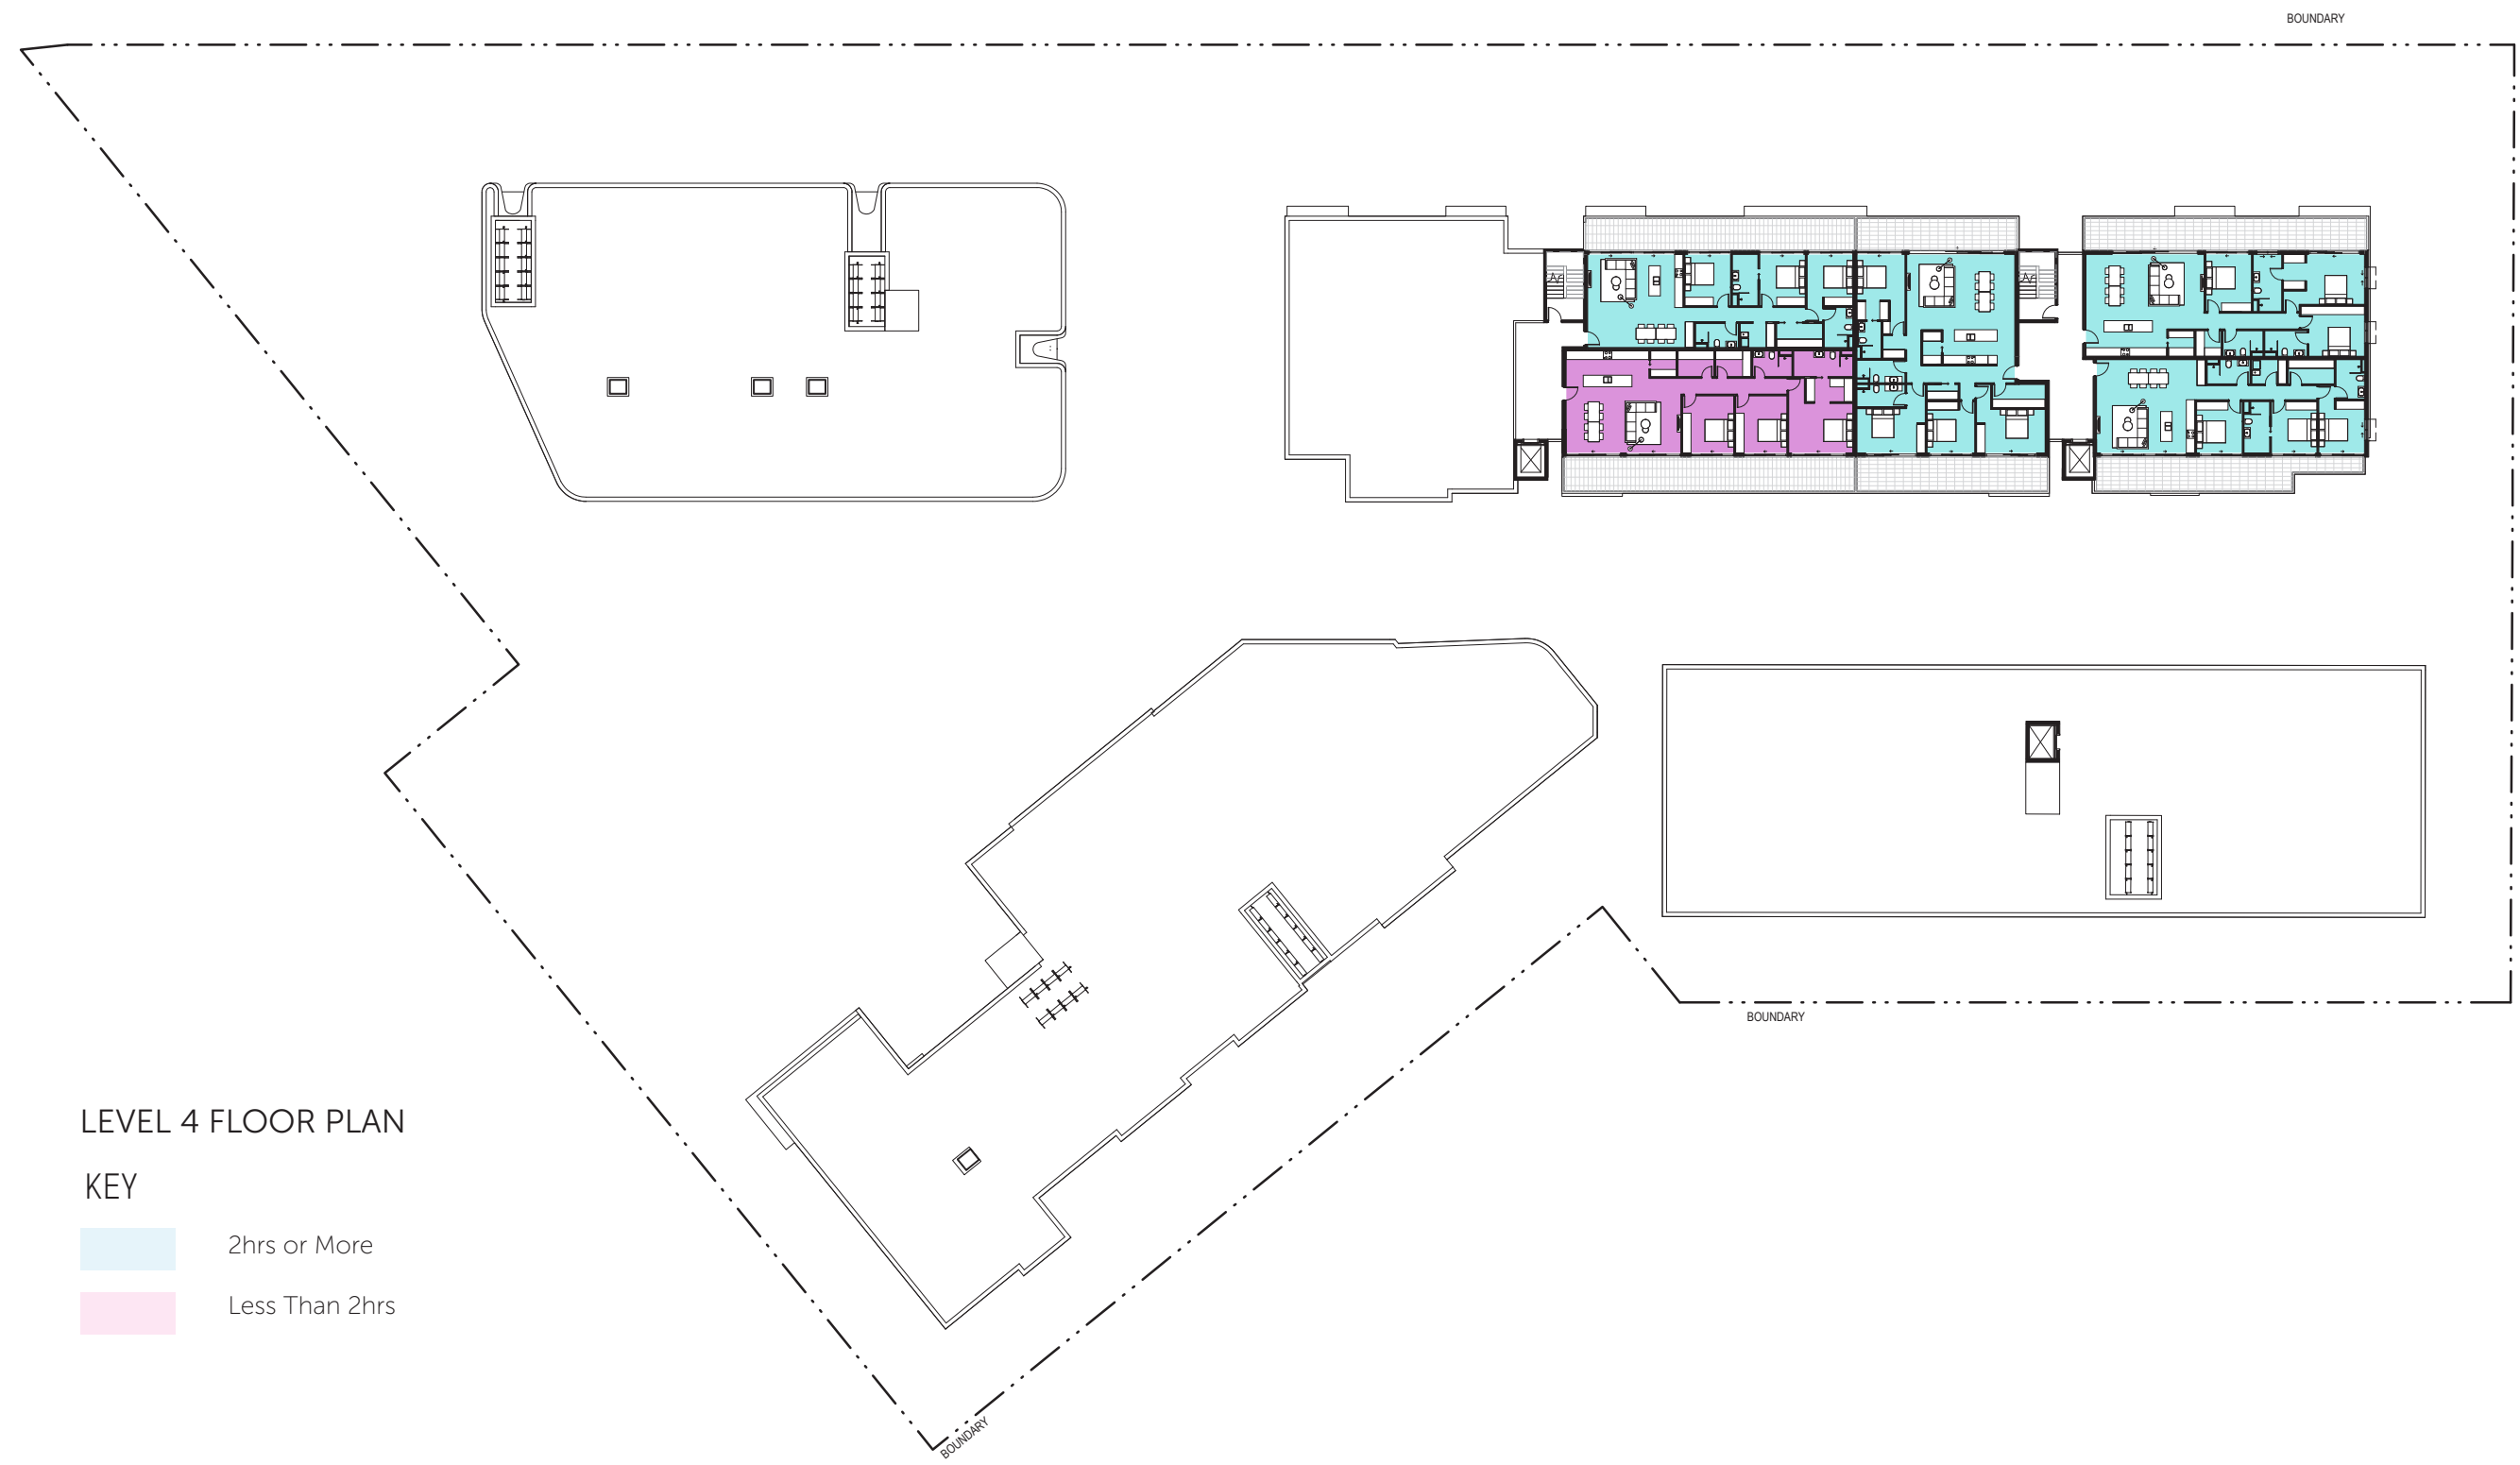 BOUNDARY
BOUNDARY
LEVEL 4 FLOOR PLAN
KEY
2hrs or More
Less Than 2hrs
BOUNDARY